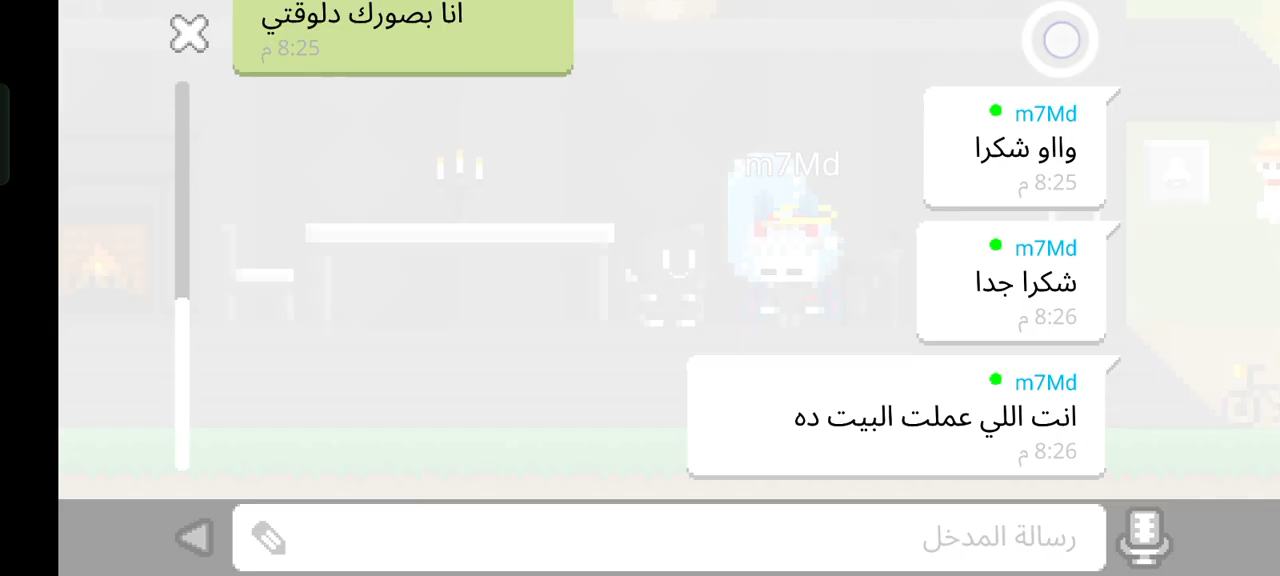 انا بصورك دلوقتي
8:25 م
m7Md
m7Md
وااو شكرا
8:25 م
m7Md
شكرا جدا
8:26 م
m7Md
انت اللي عملت البيت ده
8:26 م
رسالة المدخل